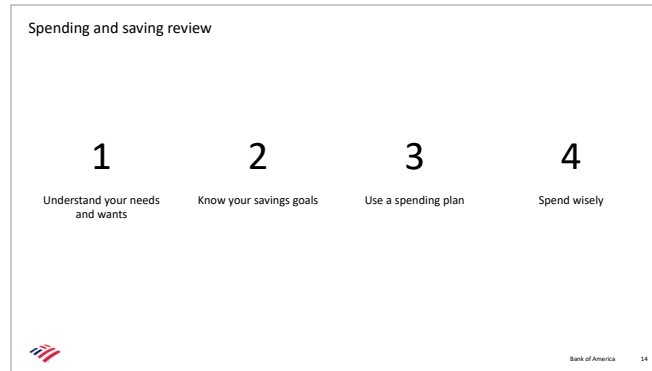 Spending and saving review
1
Understand your needs
and wants
2
Know your savings goals
3
Use a spending plan
4
Spend wisely
Bank of America 14